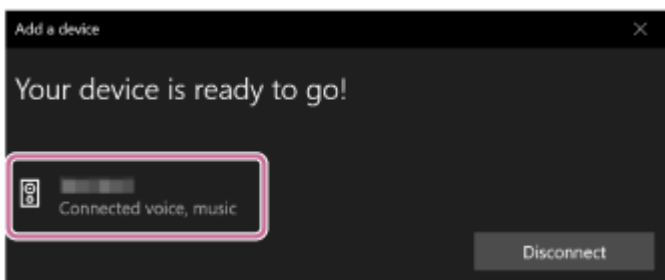 Add a device
Your device is ready to go!
Connected voice, music
Disconnect